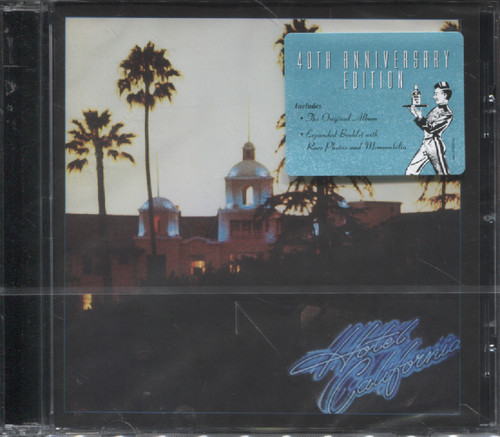 40TH ANNIVERSARY
EDITION
Includes
• The Original Album
• Expanded Booklet with
Rare Photos and Memorabilia
Hotel
California